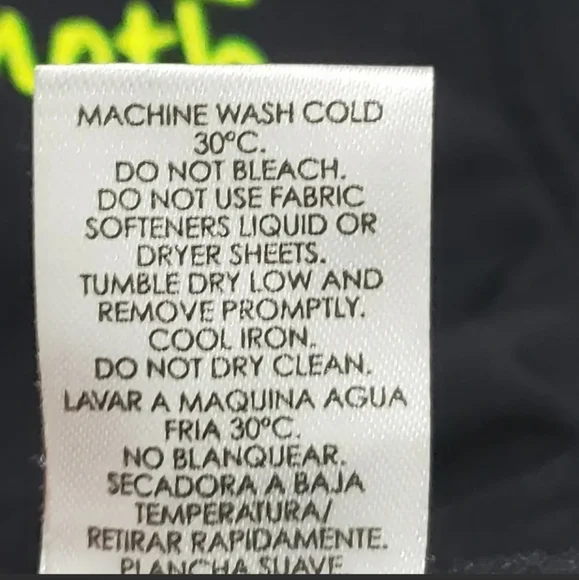 MACHINE WASH COLD
30°C.
DO NOT BLEACH.
DO NOT USE FABRIC
SOFTENERS LIQUID OR
DRYER SHEETS.
TUMBLE DRY LOW AND
REMOVE PROMPTLY.
COOL IRON.
DO NOT DRY CLEAN.
LAVAR A MAQUINA AGUA
FRIA 30°C.
NO BLANQUEAR.
SECADORA A BAJA
TEMPERATURA/
RETIRAR RAPIDAMENTE.
PLANCHA SUAVE